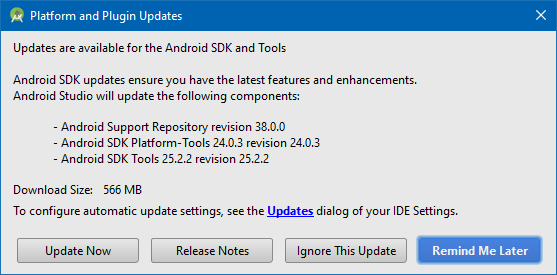 Platform and Plugin Updates
Updates are available for the Android SDK and Tools
Android SDK updates ensure you have the latest features and enhancements.
Android Studio will update the following components:
- Android Support Repository revision 38.0.0
- Android SDK Platform-Tools 24.0.3 revision 24.0.3
- Android SDK Tools 25.2.2 revision 25.2.2
Download Size: 566 MB
To configure automatic update settings, see the Updates dialog of your IDE Settings.
Update Now Release Notes Ignore This Update Remind Me Later